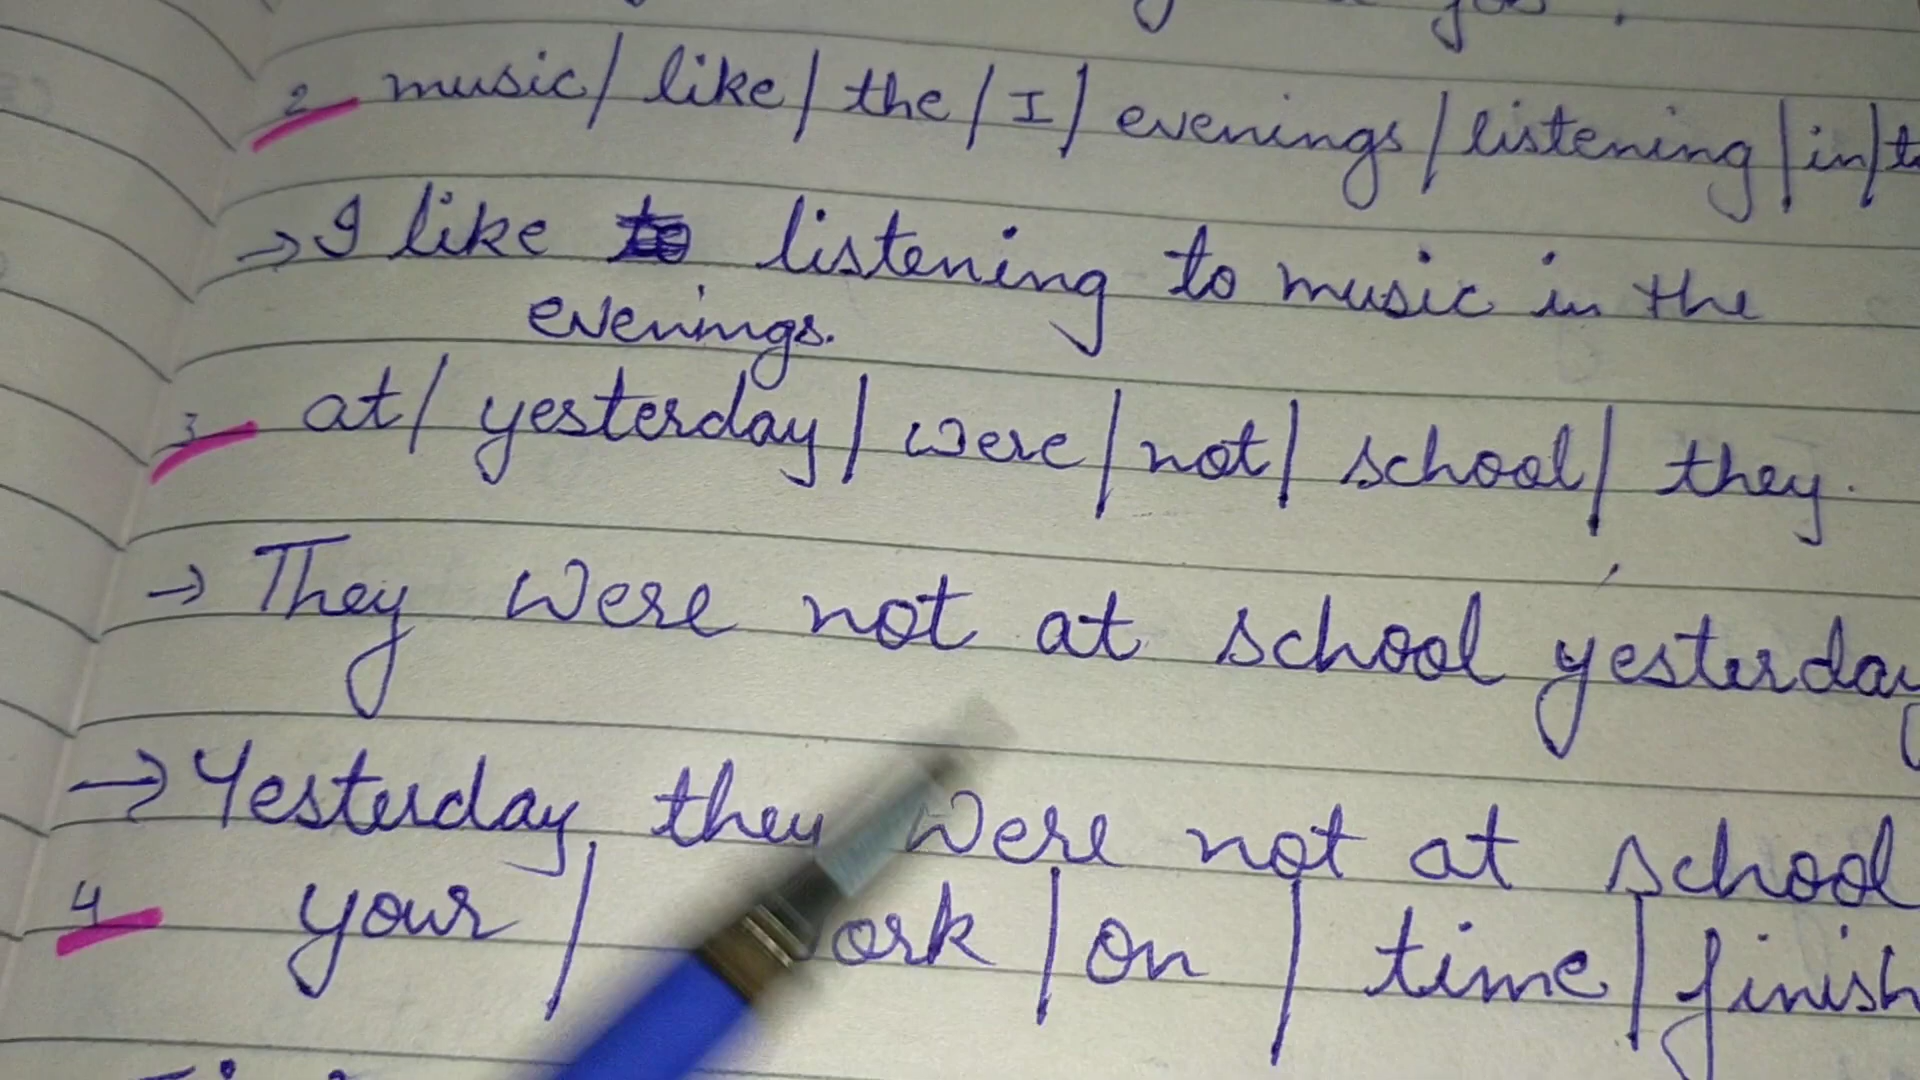 2 music/ like/ the/ I/ evenings/ listening/ in/
→ I like listening to music in the
evenings.
3 at/ yesterday/ were/ not/ school/ they.
→ They were not at school yesterday
→ Yesterday, they were not at school
4 your/ on/ time/ finish